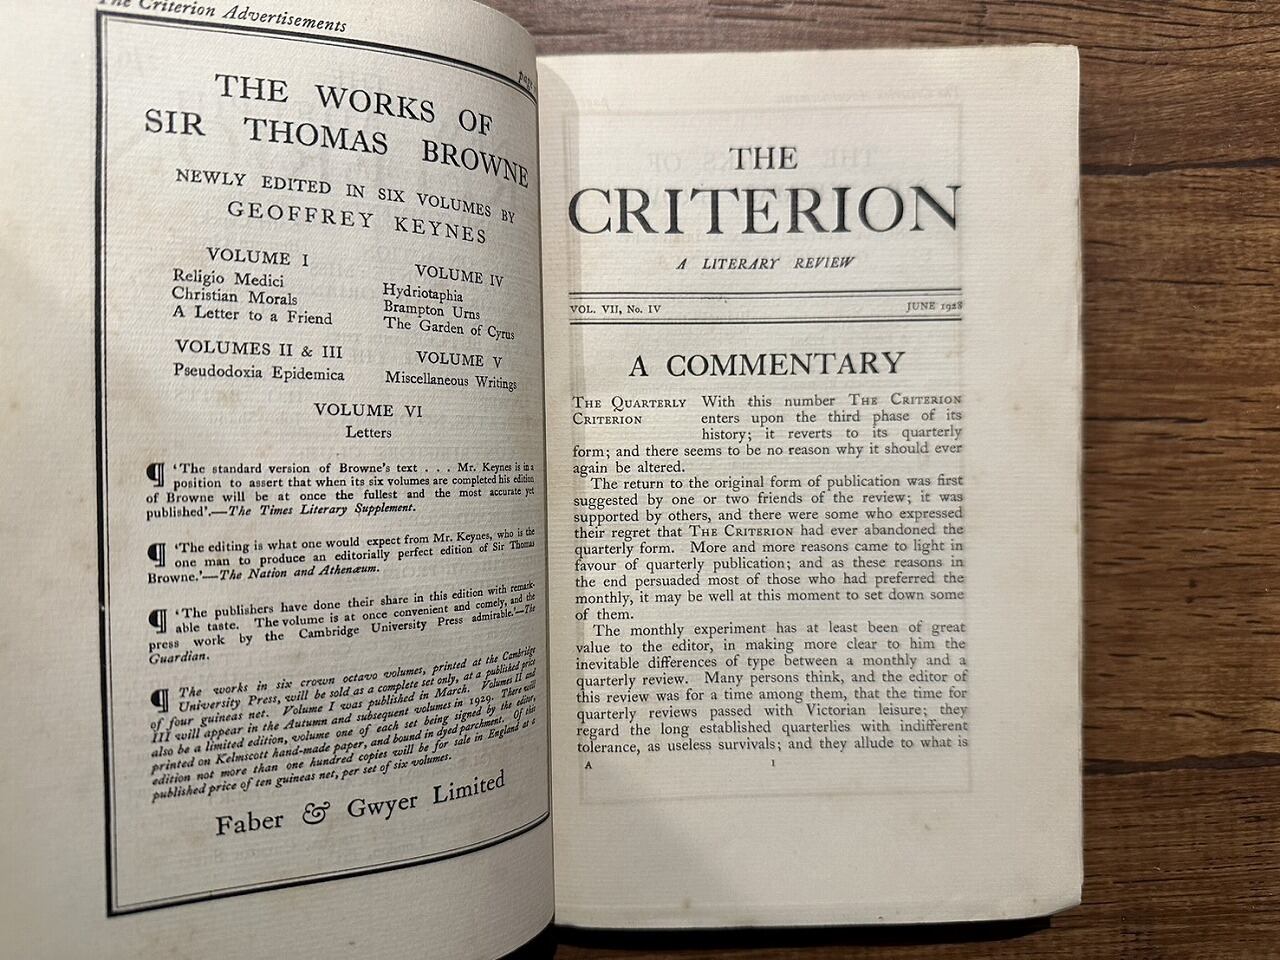 The Criterion Advertisements
THE WORKS OF
SIR THOMAS BROWNE
NEWLY EDITED IN SIX VOLUMES BY
GEOFFREY KEYNES
VOLUME I
Religio Medici
Christian Morals
A Letter to a Friend
VOLUMES II & III
Pseudodoxia Epidemica
VOLUME IV
Hydriotaphia
Brampton Urns
The Garden of Cyrus
VOLUME V
Miscellaneous Writings
VOLUME VI
Letters
¶ 'The standard version of Browne's text . . . Mr. Keynes is in a
position to assert that when its six volumes are completed his edition
of Browne will be at once the fullest and the most accurate yet
published'.—The Times Literary Supplement.
¶ 'The editing is what one would expect from Mr. Keynes, who is the
one man to produce an editorially perfect edition of Sir Thomas
Browne.'—The Nation and Athenæum.
¶ 'The publishers have done their share in this edition with remark-
able taste. The volume is at once convenient and comely, and the
press work by the Cambridge University Press admirable.'—The
Guardian.
¶ The works in six crown octavo volumes, printed at the Cambridge
University Press, will be sold as a complete set only, at a published price
of four guineas net. Volume I was published in March. Volumes II and
III will appear in the Autumn and subsequent volumes in 1929. There will
also be a limited edition, volume one of each set being signed by the editor,
printed on Kelmscott hand-made paper, and bound in dyed parchment. Of this
edition not more than one hundred copies will be for sale in England at a
published price of ten guineas net, per set of six volumes.
Faber & Gwyer Limited
THE
CRITERION
A LITERARY REVIEW
VOL. VII, No. IV JUNE 1928
A COMMENTARY
THE QUARTERLY With this number THE CRITERION
CRITERION enters upon the third phase of its
history; it reverts to its quarterly
form; and there seems to be no reason why it should ever
again be altered.
The return to the original form of publication was first
suggested by one or two friends of the review; it was
supported by others, and there were some who expressed
their regret that THE CRITERION had ever abandoned the
quarterly form. More and more reasons came to light in
favour of quarterly publication; and as these reasons in
the end persuaded most of those who had preferred the
monthly, it may be well at this moment to set down some
of them.
The monthly experiment has at least been of great
value to the editor, in making more clear to him the
inevitable differences of type between a monthly and a
quarterly review. Many persons think, and the editor of
this review was for a time among them, that the time for
quarterly reviews passed with Victorian leisure; they
regard the long established quarterlies with indifferent
tolerance, as useless survivals; and they allude to what is
A 1